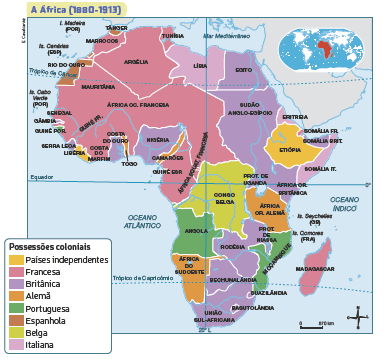 A África (1880-1913)
I. Madeira
(POR)
TÂNGER
MARROCOS
TUNÍSIA
Mar Mediterrâneo
Is. Canárias
(ESP)
ARGÉLIA
LÍBIA
EGITO
RIO DO OURO
Trópico de Câncer
MAURITÂNIA
Is. Cabo
Verde
(POR)
ÁFRICA OC. FRANCESA
SUDÃO
ANGLO-EGÍPCIO
ERITREIA
SENEGAL
GÂMBIA
GUINÉ POR.
GUINÉ FR.
COSTA
DO OURO
NIGÉRIA
SOMÁLIA FR.
SOMÁLIA BRIT.
SERRA LEOA
LIBÉRIA
COSTA
DO
MARFIM
TOGO
CAMARÕES
ETIÓPIA
SOMÁLIA IT.
GUINÉ ESP.
ÁFRICA EQUAT. FRANCESA
PROT. DE
UGANDA
ÁFRICA OR.
BRITÂNICA
Equador
0°
CONGO
BELGA
ÁFRICA
OR. ALEMÃ
OCEANO
ATLÂNTICO
OCEANO
ÍNDICO
Is. Seychelles
(GB)
Is. Comores
(FRA)
ANGOLA
PROT.
DE
NIASSA
RODÉSIA
MOÇAMBIQUE
MADAGASCAR
ÁFRICA
DO
SUDOESTE
BECHUANALÂNDIA
Trópico de Capricórnio
SUAZILÂNDIA
BASUTOLÂNDIA
UNIÃO
SUL-AFRICANA
20° L
0
870 km
Possessões coloniais
Países independentes
Francesa
Britânica
Alemã
Portuguesa
Espanhola
Belga
Italiana